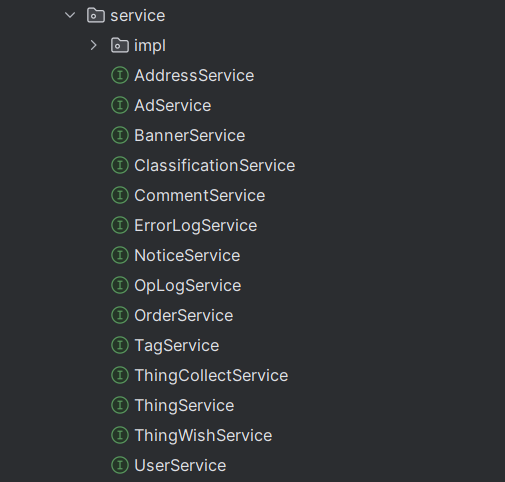 service
impl
AddressService
AdService
BannerService
ClassificationService
CommentService
ErrorLogService
NoticeService
OpLogService
OrderService
TagService
ThingCollectService
ThingService
ThingWishService
UserService